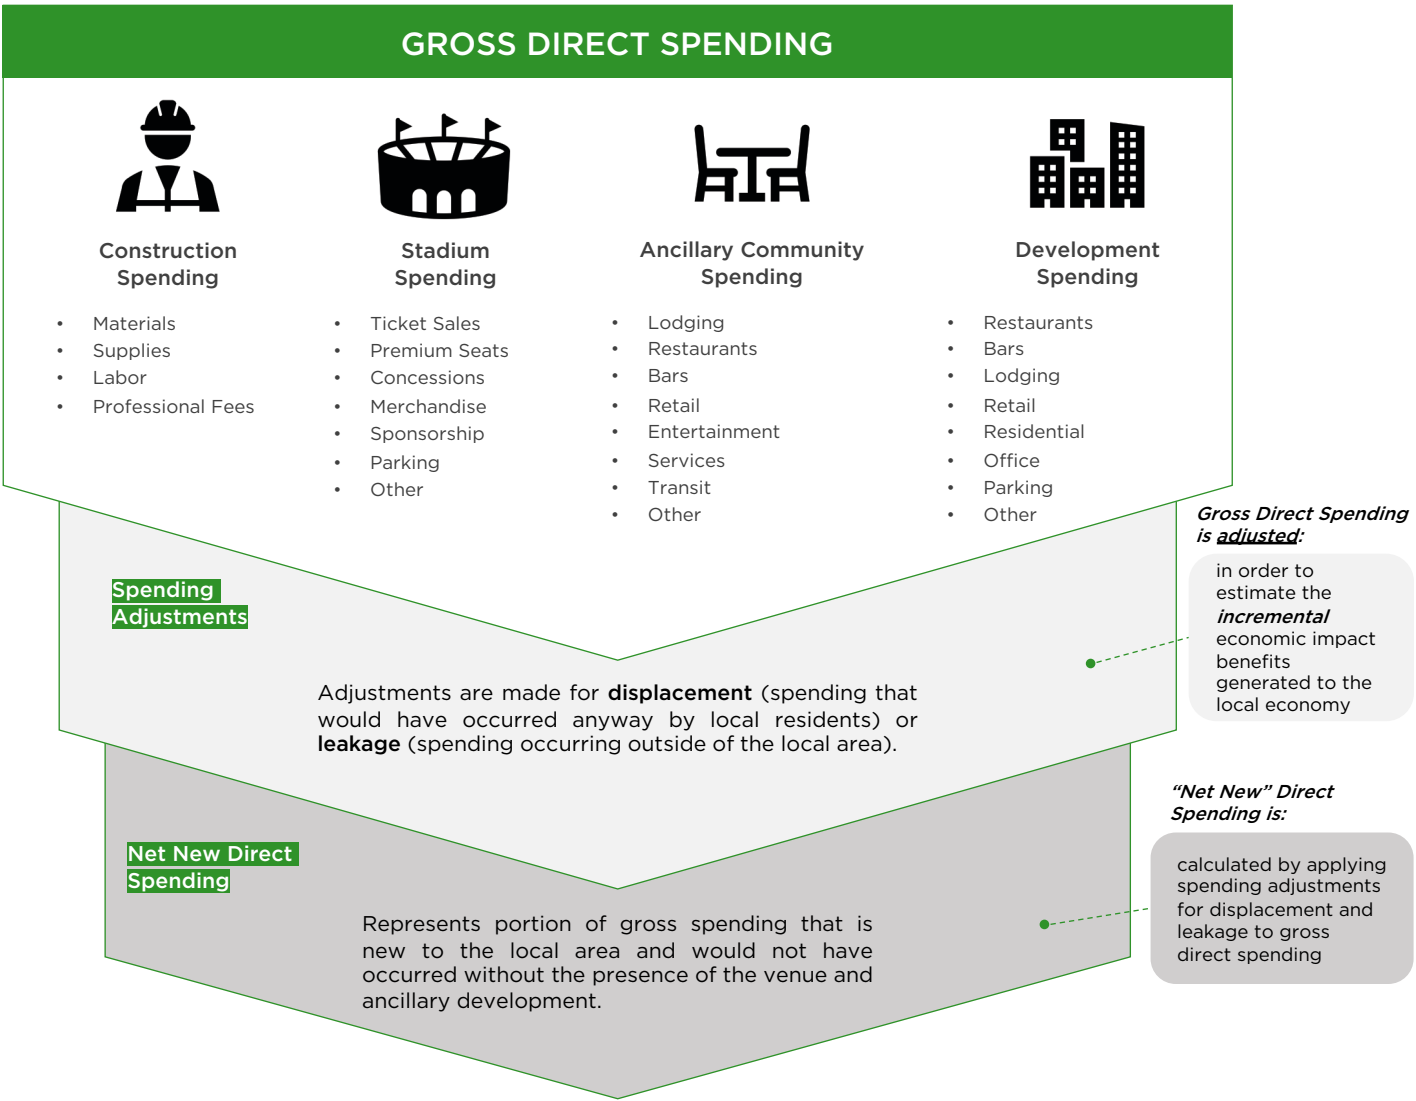 GROSS DIRECT SPENDING
Construction
Spending
• Materials
• Supplies
• Labor
• Professional Fees
Stadium
Spending
• Ticket Sales
• Premium Seats
• Concessions
• Merchandise
• Sponsorship
• Parking
• Other
Ancillary Community
Spending
• Lodging
• Restaurants
• Bars
• Retail
• Entertainment
• Services
• Transit
• Other
Development
Spending
• Restaurants
• Bars
• Lodging
• Retail
• Residential
• Office
• Parking
• Other
Gross Direct Spending
is adjusted:
in order to
estimate the
incremental
economic impact
benefits
generated to the
local economy
Spending
Adjustments
Adjustments are made for displacement (spending that
would have occurred anyway by local residents) or
leakage (spending occurring outside of the local area).
“Net New” Direct
Spending is:
calculated by applying
spending adjustments
for displacement and
leakage to gross
direct spending
Net New Direct
Spending
Represents portion of gross spending that is
new to the local area and would not have
occurred without the presence of the venue and
ancillary development.